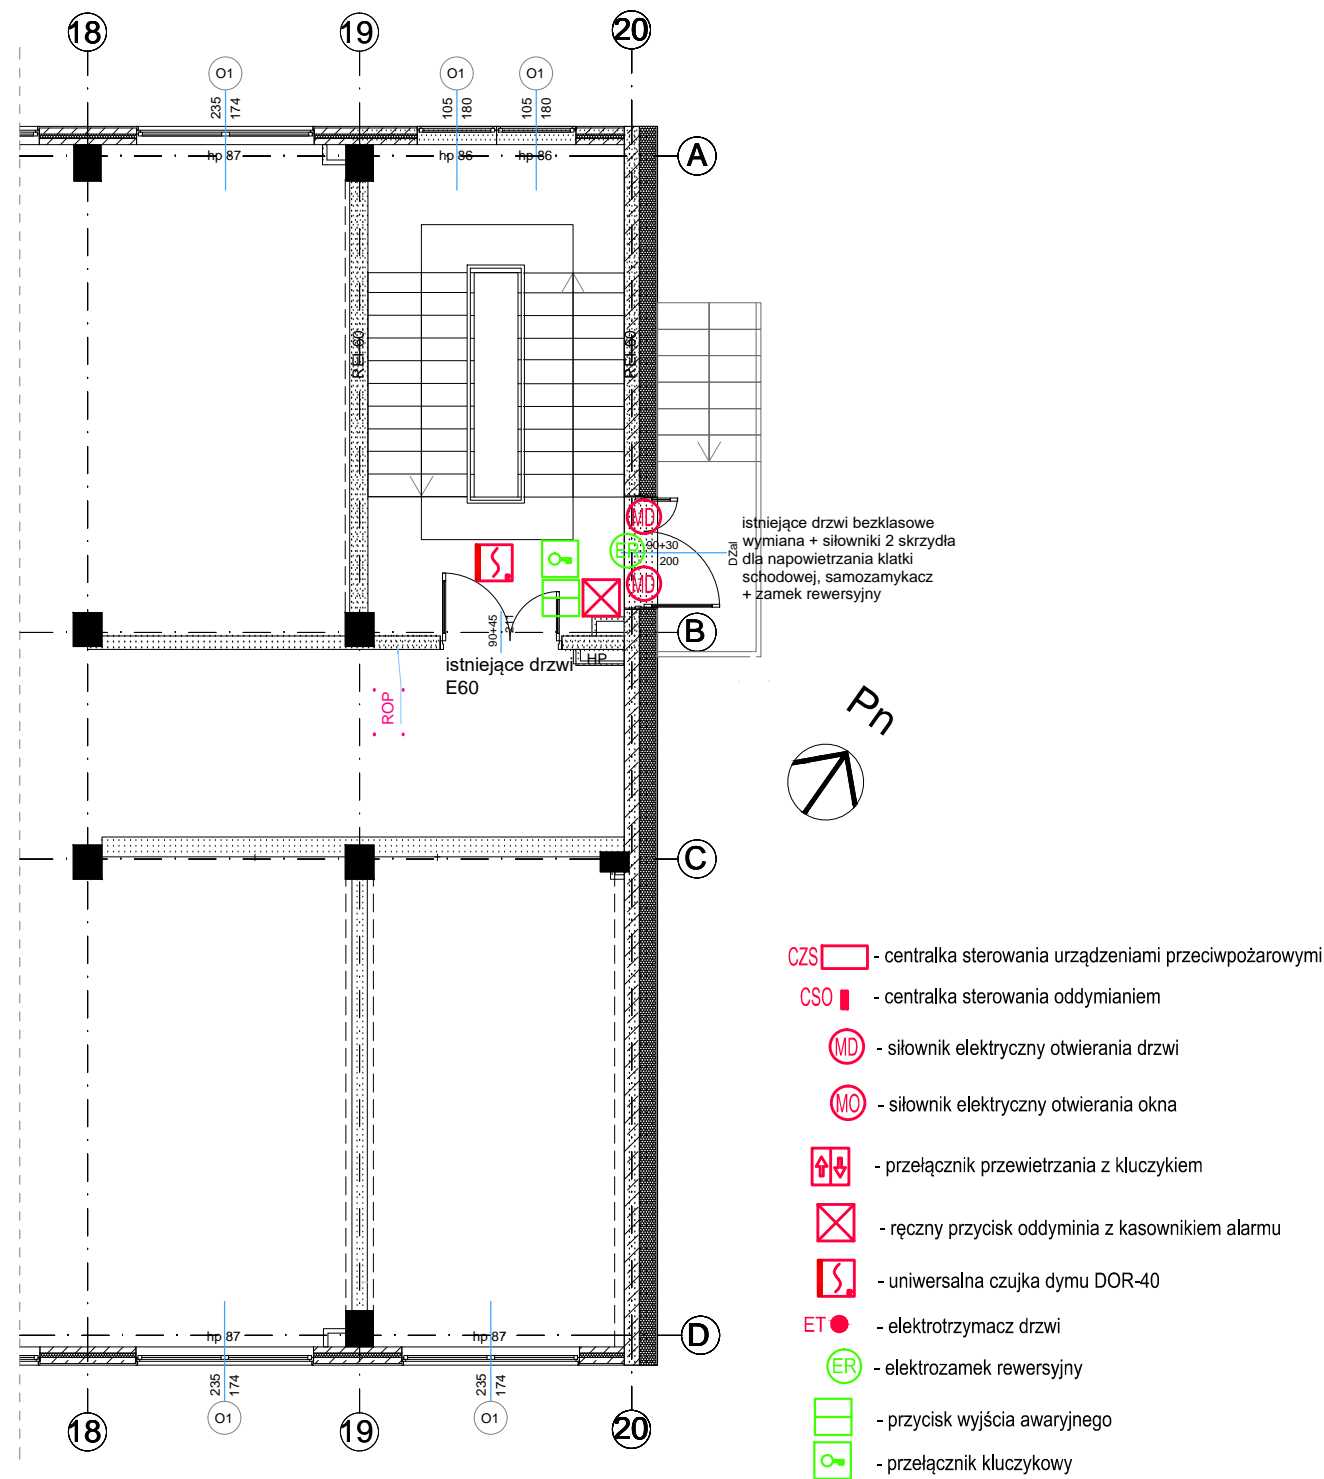 18
19
20
O1
O1
O1
235
174
105
180
105
180
hp 87
hp 86
hp 86
A
REI 60
REI 60
MD
ER
MD
90+30
200
DZal
istniejące drzwi bezklasowe
wymiana + siłowniki 2 skrzydła
dla napowietrzania klatki
schodowej, samozamykacz
+ zamek rewersyjny
90+45
211
B
HP
istniejące drzwi
E60
ROP
Pn
C
CZS - centralka sterowania urządzeniami przeciwpożarowymi
CSO - centralka sterowania oddymianiem
MD - siłownik elektryczny otwierania drzwi
MO - siłownik elektryczny otwierania okna
- przełącznik przewietrzania z kluczykiem
- ręczny przycisk oddyminia z kasownikiem alarmu
- uniwersalna czujka dymu DOR-40
ET - elektrotrzymacz drzwi
ER - elektrozamek rewersyjny
- przycisk wyjścia awaryjnego
- przełącznik kluczykowy
hp 87
hp 87
D
235
174
235
174
O1
O1
18
19
20